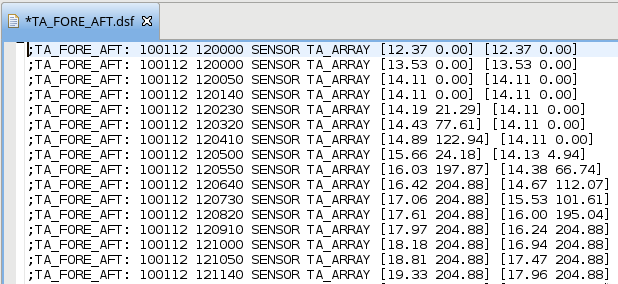 *TA_FORE_AFT.dsf
;TA_FORE_AFT: 100112 120000 SENSOR TA_ARRAY [12.37 0.00] [12.37 0.00]
;TA_FORE_AFT: 100112 120000 SENSOR TA_ARRAY [13.53 0.00] [13.53 0.00]
;TA_FORE_AFT: 100112 120050 SENSOR TA_ARRAY [14.11 0.00] [14.11 0.00]
;TA_FORE_AFT: 100112 120140 SENSOR TA_ARRAY [14.11 0.00] [14.11 0.00]
;TA_FORE_AFT: 100112 120230 SENSOR TA_ARRAY [14.19 21.29] [14.11 0.00]
;TA_FORE_AFT: 100112 120320 SENSOR TA_ARRAY [14.43 77.61] [14.11 0.00]
;TA_FORE_AFT: 100112 120410 SENSOR TA_ARRAY [14.89 122.94] [14.11 0.00]
;TA_FORE_AFT: 100112 120500 SENSOR TA_ARRAY [15.66 24.18] [14.13 4.94]
;TA_FORE_AFT: 100112 120550 SENSOR TA_ARRAY [16.03 197.87] [14.38 66.74]
;TA_FORE_AFT: 100112 120640 SENSOR TA_ARRAY [16.42 204.88] [14.67 112.07]
;TA_FORE_AFT: 100112 120730 SENSOR TA_ARRAY [17.06 204.88] [15.53 101.61]
;TA_FORE_AFT: 100112 120820 SENSOR TA_ARRAY [17.61 204.88] [16.00 195.04]
;TA_FORE_AFT: 100112 120910 SENSOR TA_ARRAY [17.97 204.88] [16.24 204.88]
;TA_FORE_AFT: 100112 121000 SENSOR TA_ARRAY [18.18 204.88] [16.94 204.88]
;TA_FORE_AFT: 100112 121050 SENSOR TA_ARRAY [18.81 204.88] [17.47 204.88]
;TA_FORE_AFT: 100112 121140 SENSOR TA_ARRAY [19.33 204.88] [17.96 204.88]